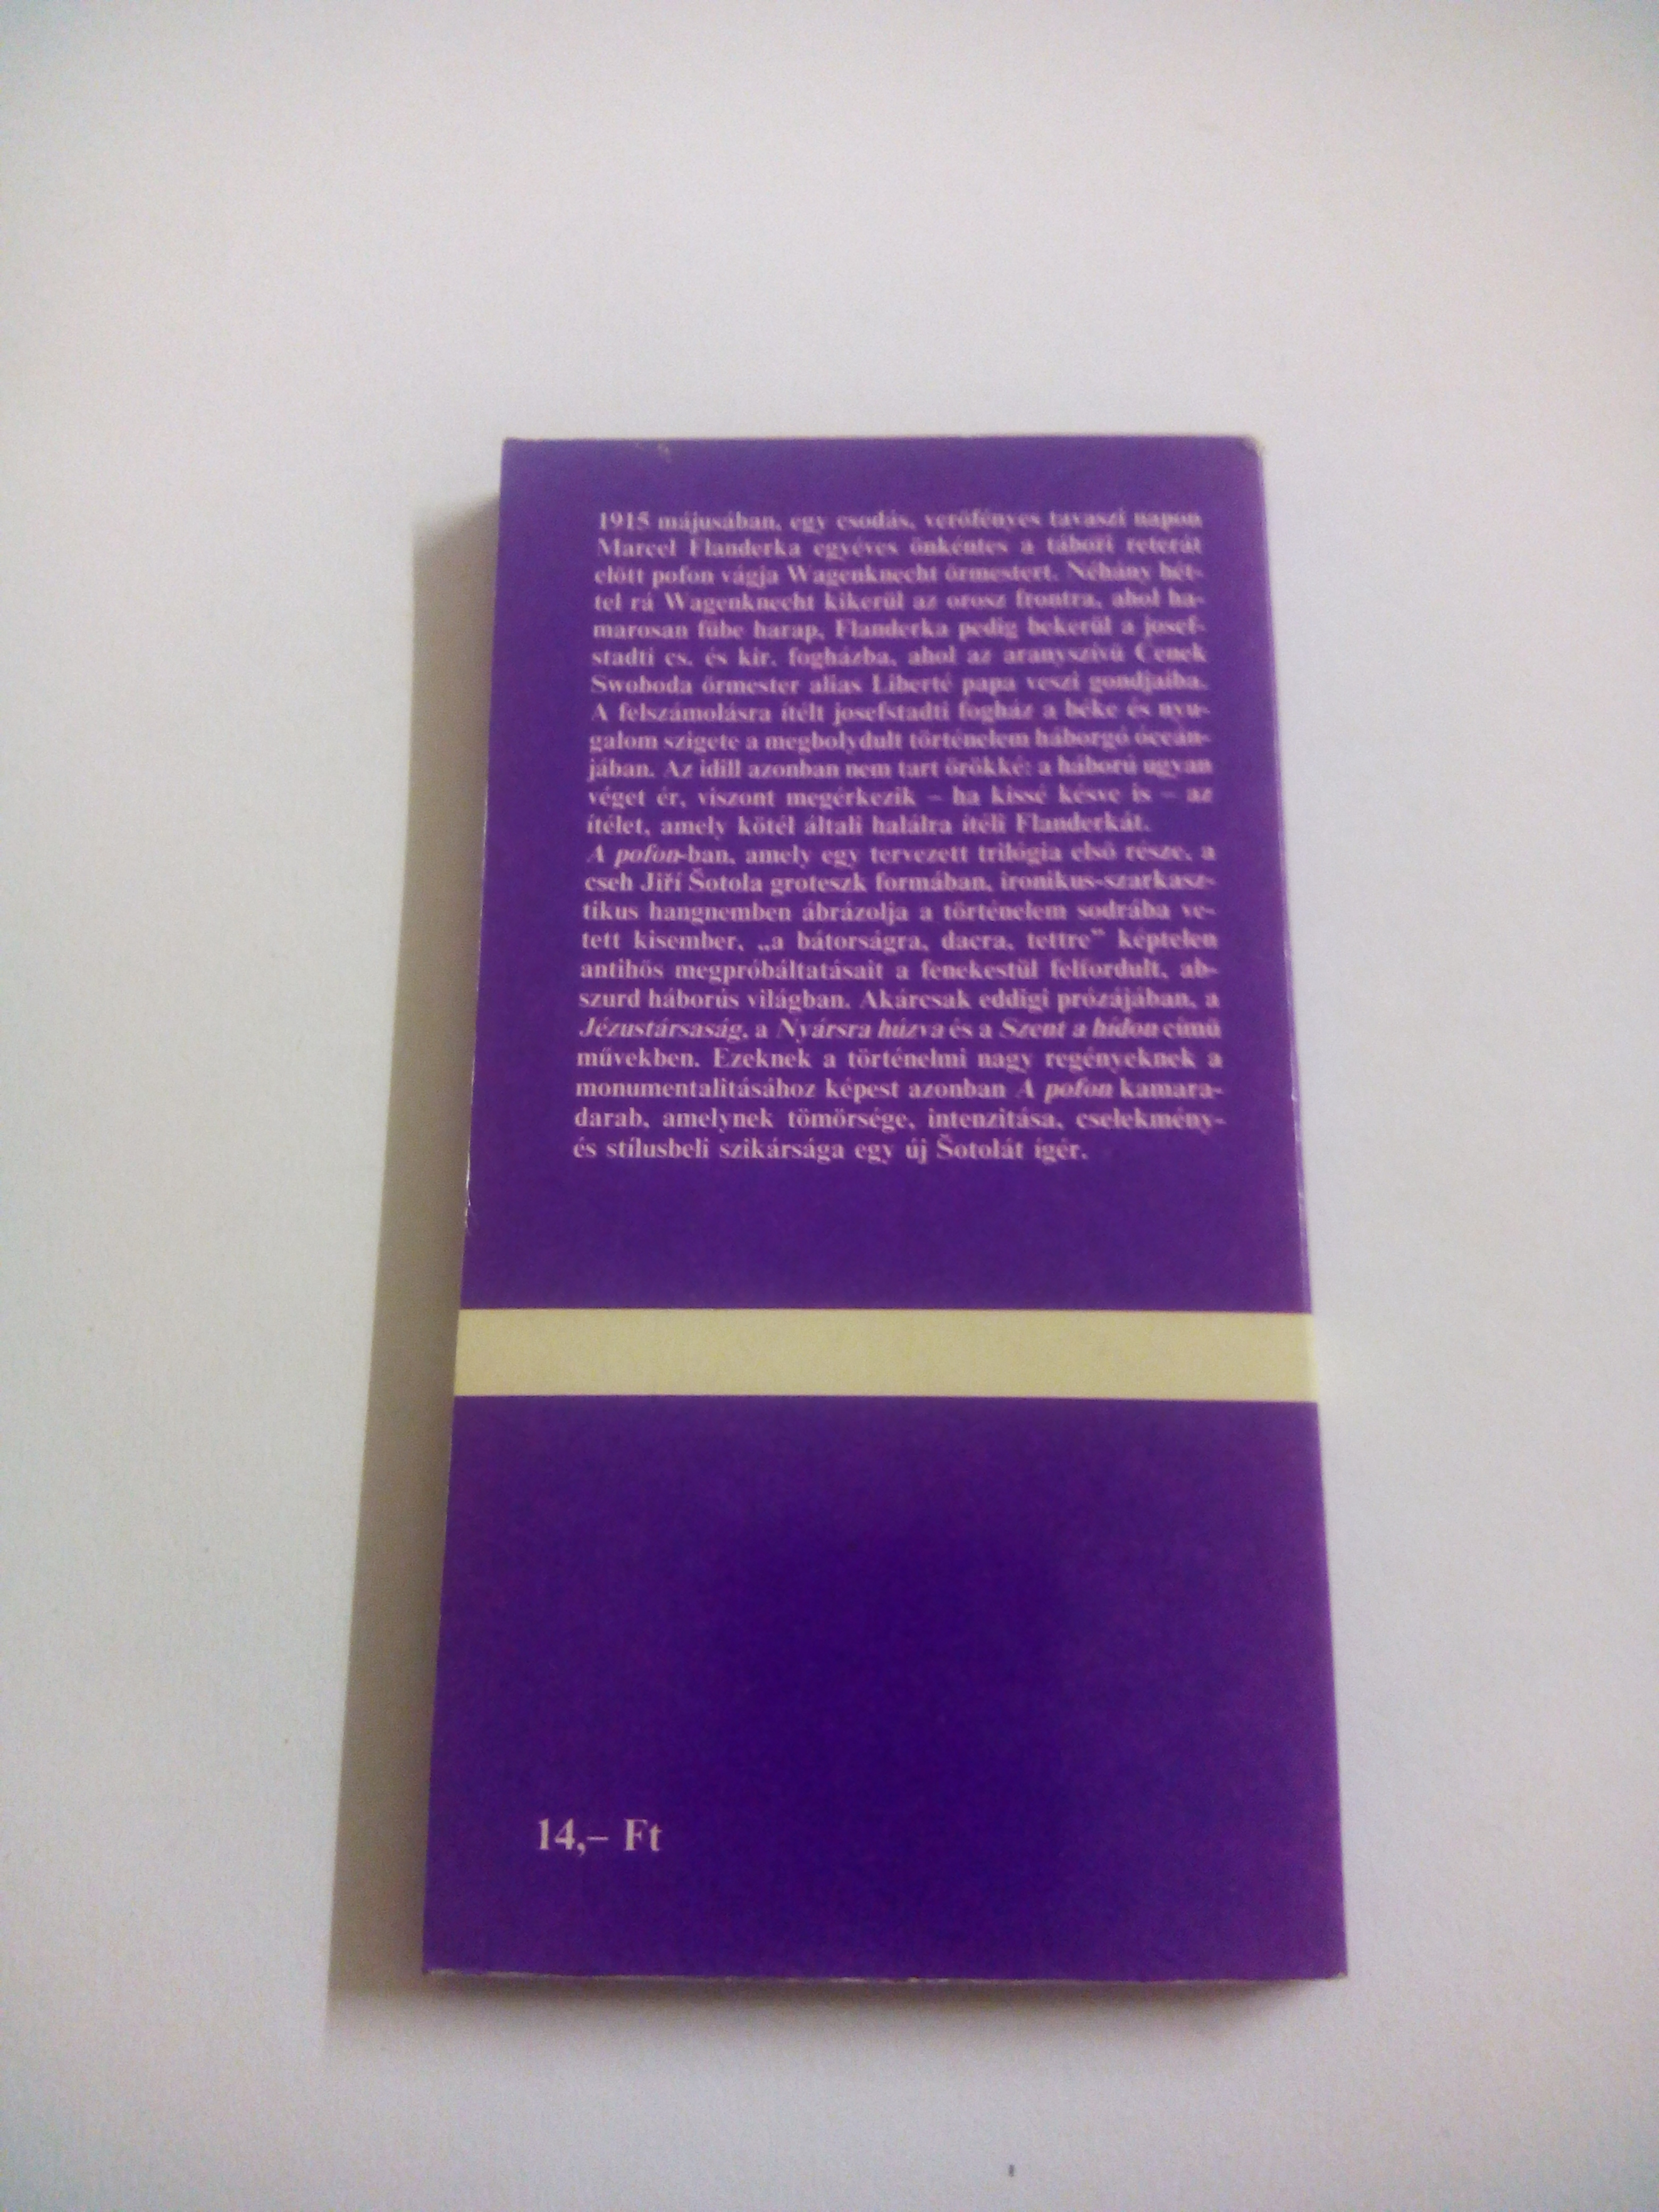 1915 májusában, egy csodás, verőfényes tavaszi napon
Marcel Flanderka egyéves önkéntes a tábori reterát
előtt pofon vágja Wagenknecht őrmestert. Néhány hét-
tel rá Wagenknecht kikerül az orosz frontra, ahol ha-
marosan fűbe harap, Flanderka pedig bekerül a josef-
stadti cs. és kir. fogházba, ahol az aranyszívű Čenek
Swoboda őrmester alias Liberté papa veszi gondjaiba.
A felszámolásra ítélt josefstadti fogház a béke és nyu-
galom szigete a megbolydult történelem háborgó óceán-
jában. Az idill azonban nem tart örökké: a háború ugyan
véget ér, viszont megérkezik – ha kissé késve is – az
ítélet, amely kötél általi halálra ítéli Flanderkát.
A pofon-ban, amely egy tervezett trilógia első része, a
cseh Jiří Šotola groteszk formában, ironikus-szarkasz-
tikus hangnemben ábrázolja a történelem sodrába ve-
tett kisember, „a bátorságra, dacra, tettre” képtelen
antihős megpróbáltatásait a fenekestül felfordult, ab-
szurd háborús világban. Akárcsak eddigi prózájában, a
Jézustársaság, a Nyársra húzva és a Szent a hídon című
művekben. Ezeknek a történelmi nagy regényeknek a
monumentalitásához képest azonban A pofon kamara-
darab, amelynek tömörsége, intenzitása, cselekmény-
és stílusbeli szikársága egy új Šotolát ígér.
14,– Ft